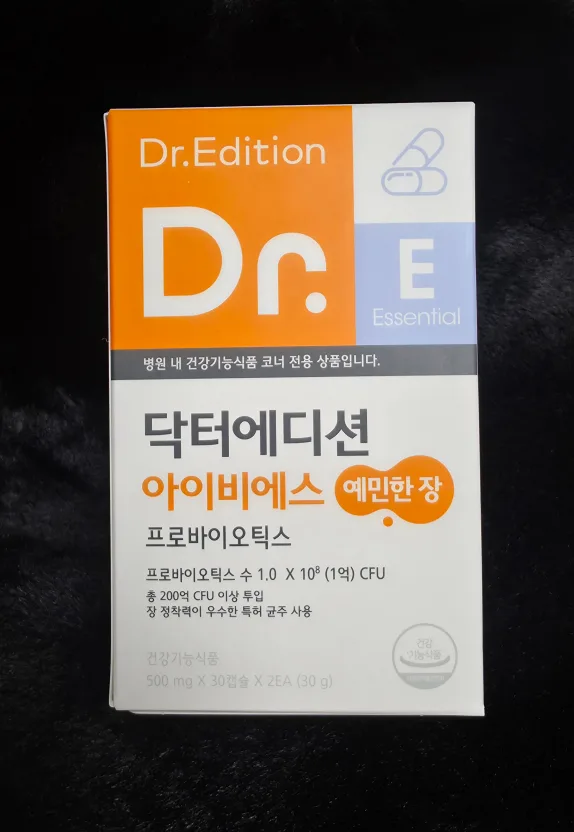 Dr.Edition
Dr.
E
Essential
병원 내 건강기능식품 코너 전용 상품입니다.
닥터에디션
아이비에스 예민한 장
프로바이오틱스
프로바이오틱스 수 1.0 X 10⁸ (1억) CFU
총 200억 CFU 이상 투입
장 정착력이 우수한 특허 균주 사용
건강기능식품
500 mg X 30캡슐 X 2EA (30 g)
건강
기능식품